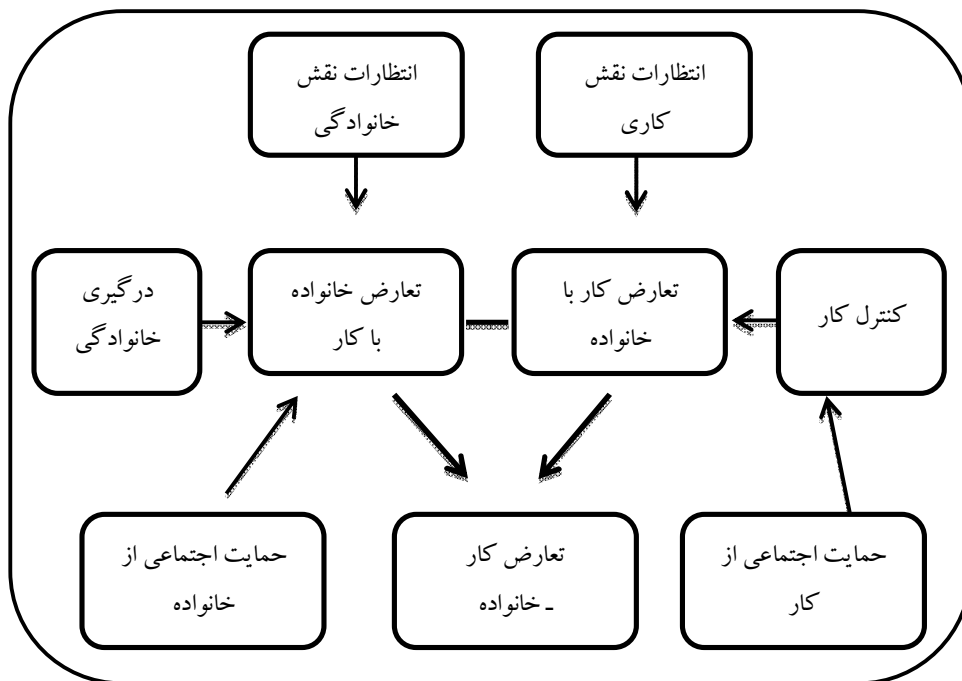 انتظارات نقش
کاری
انتظارات نقش
خانوادگی
کنترل کار
تعارض کار با
خانواده
تعارض خانواده
با کار
درگیری
خانوادگی
حمایت اجتماعی از
کار
تعارض کار
ـ خانواده
حمایت اجتماعی از
خانواده